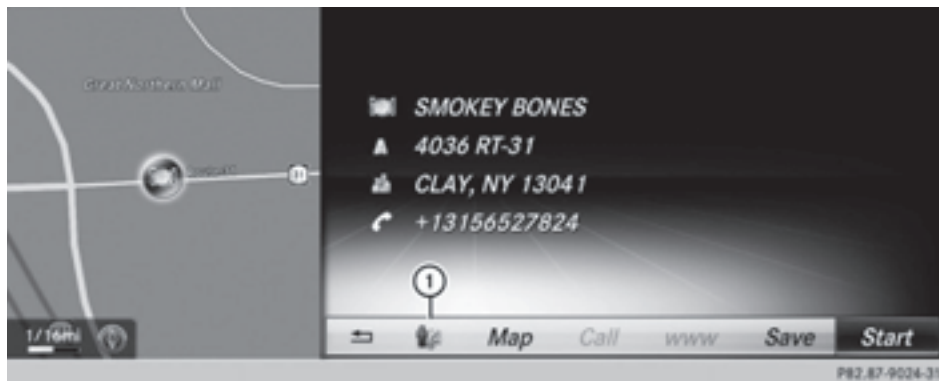 Great Northern Mall
SMOKEY BONES
4036 RT-31
CLAY, NY 13041
+13156527824
31
1
1/16mi
Map
Call
www
Save
Start
P82.87-9024-31